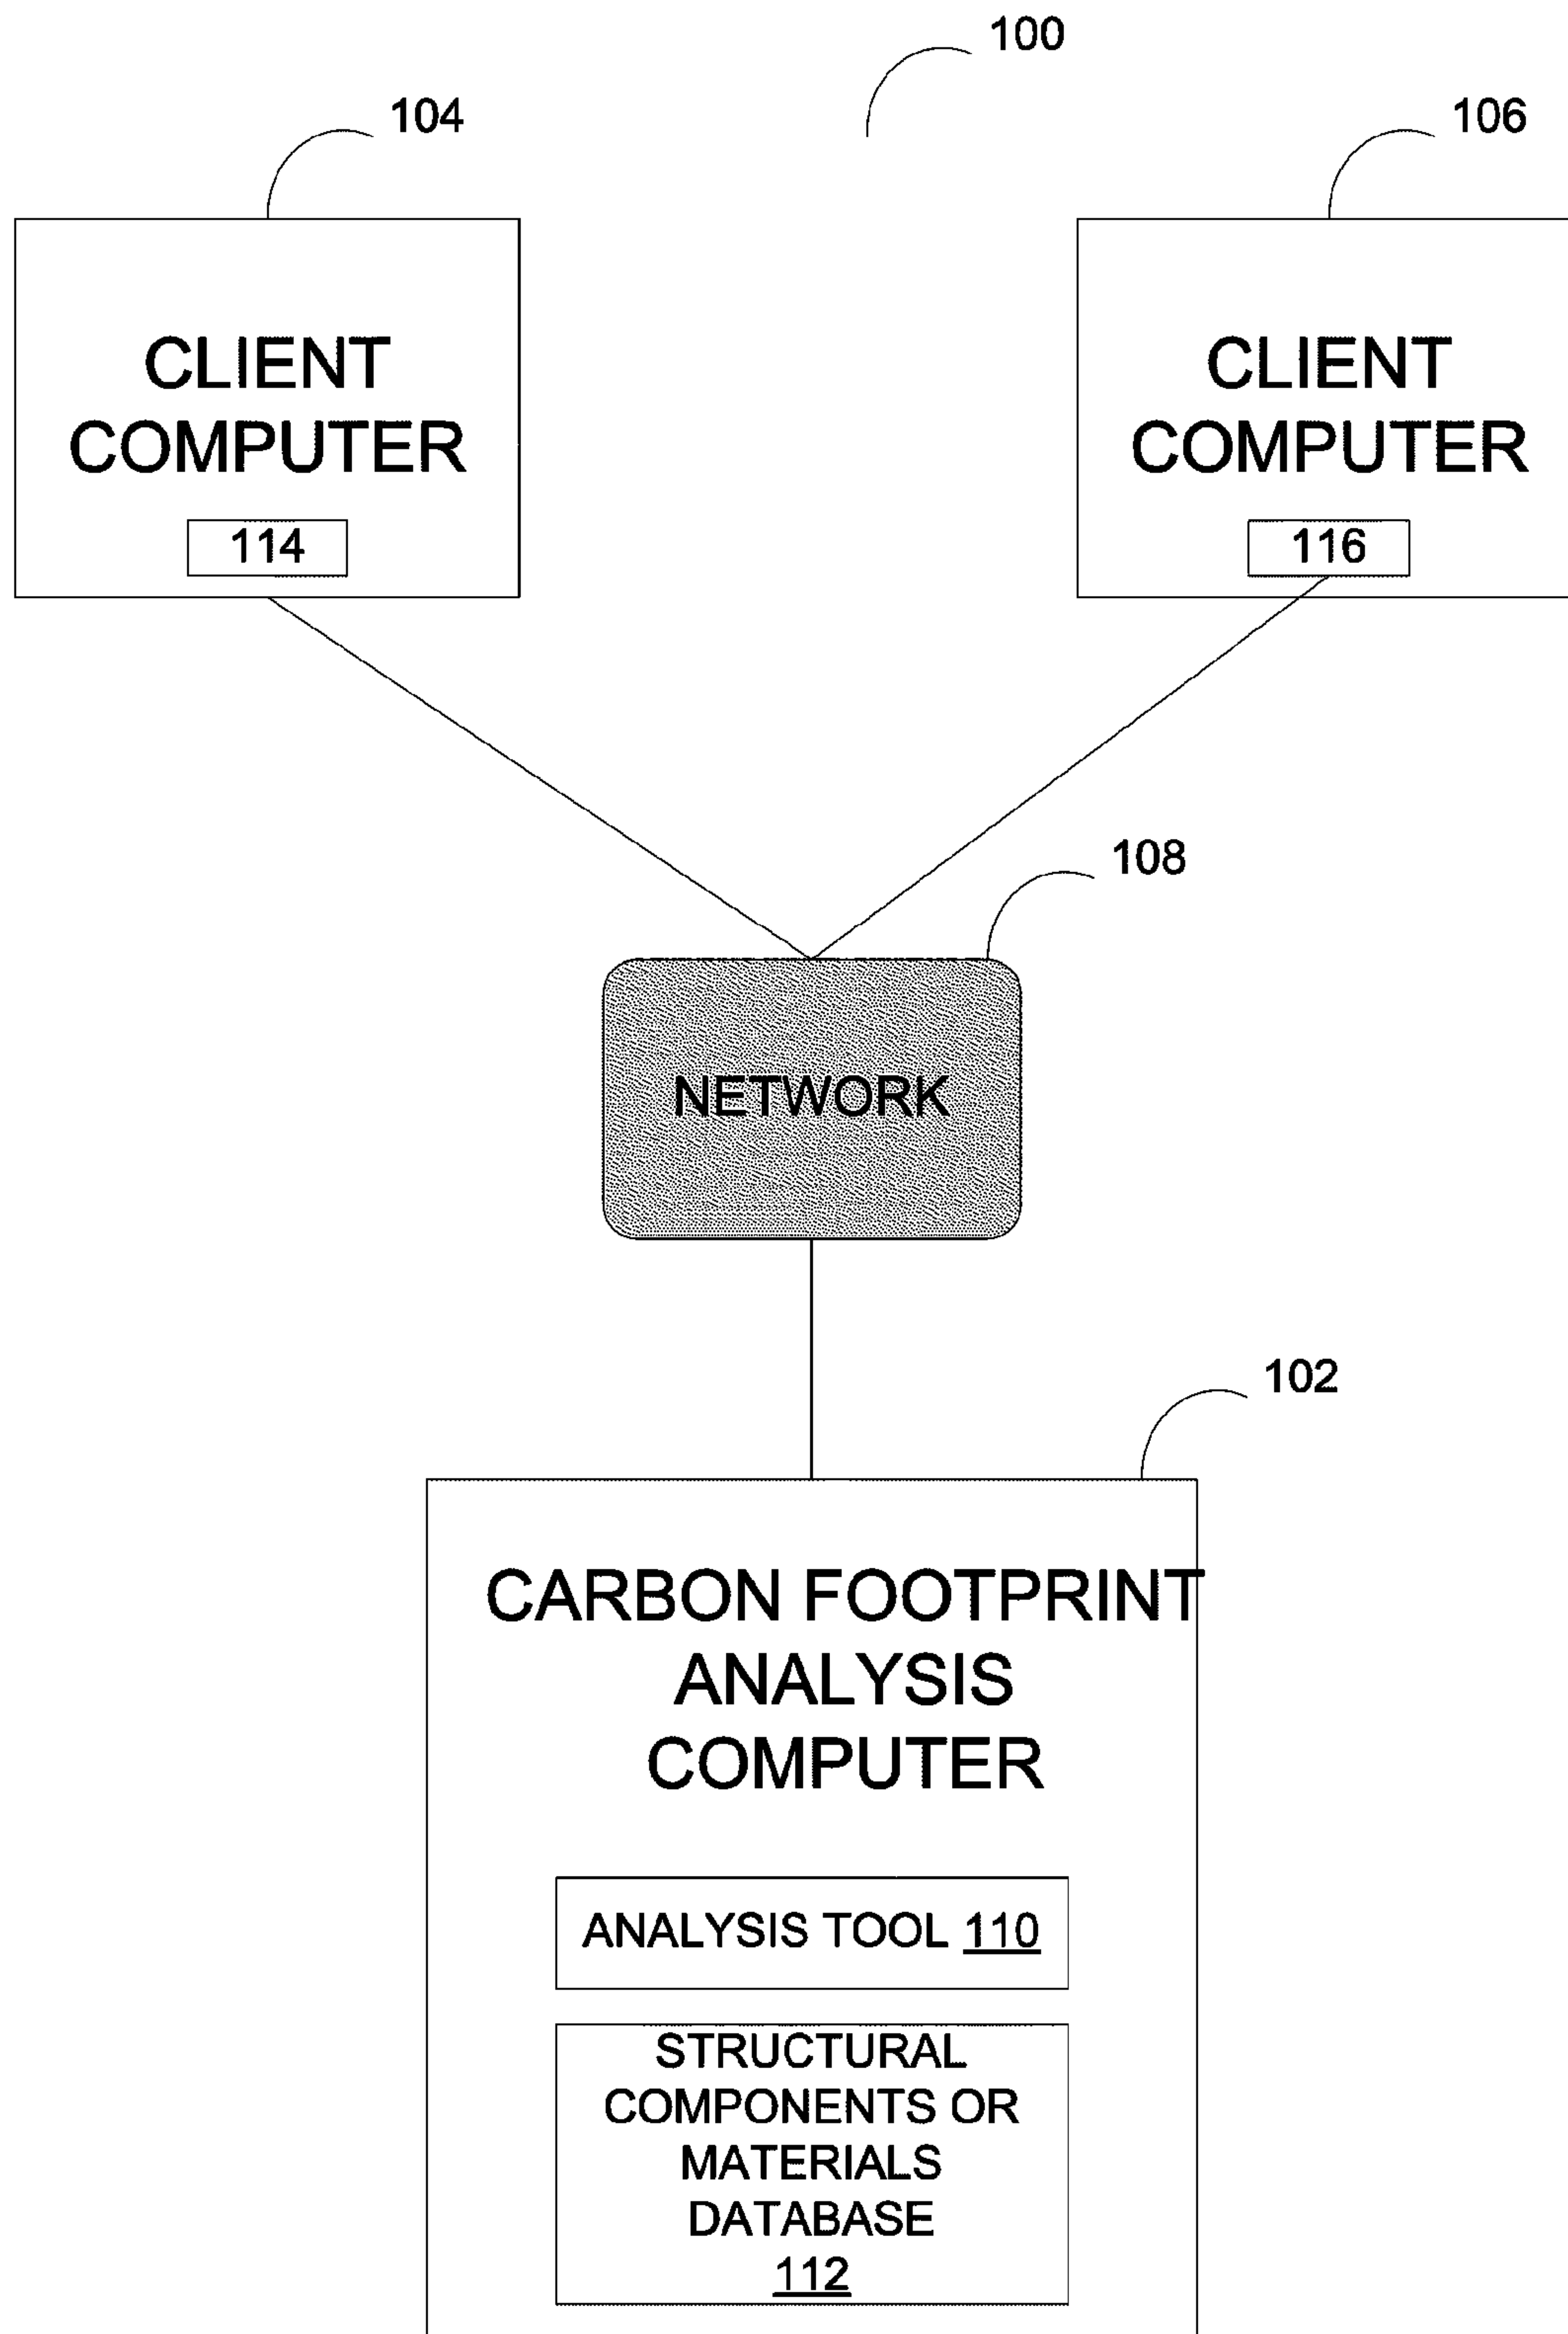 100
104
106
CLIENT
COMPUTER
114
CLIENT
COMPUTER
116
108
NETWORK
102
CARBON FOOTPRINT
ANALYSIS
COMPUTER
ANALYSIS TOOL 110
STRUCTURAL
COMPONENTS OR
MATERIALS
DATABASE
112